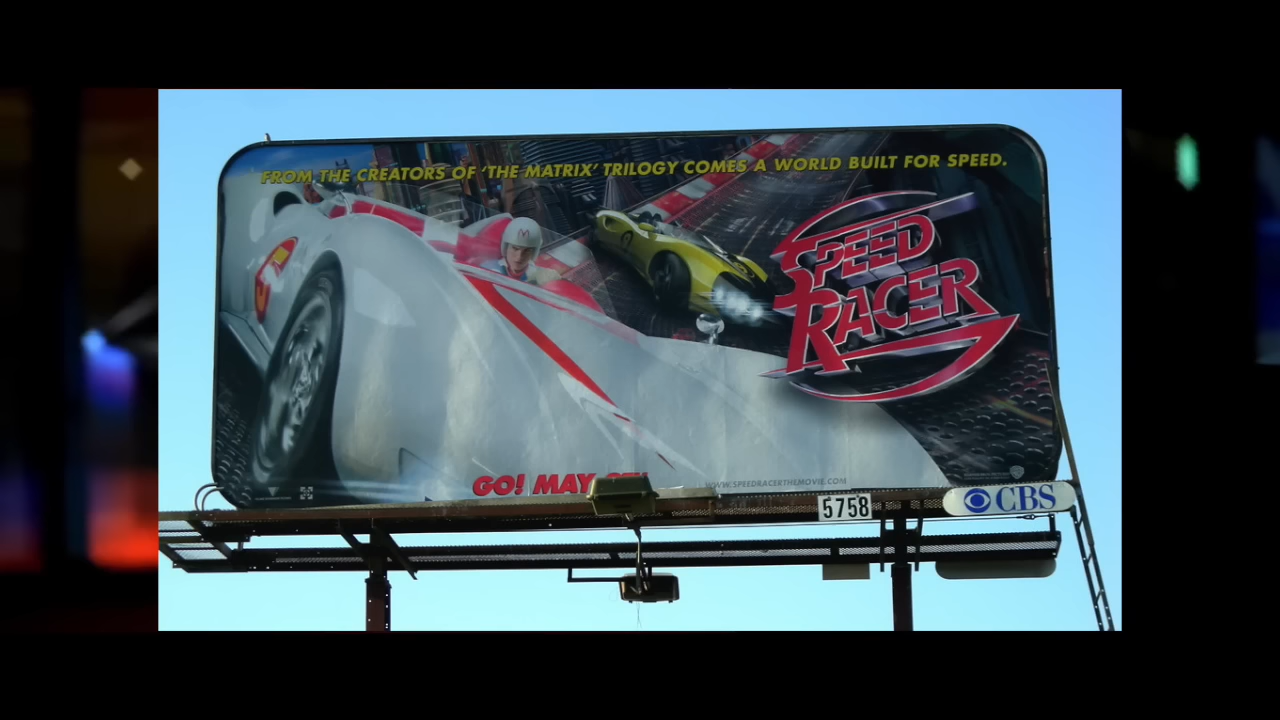 FROM THE CREATORS OF 'THE MATRIX' TRILOGY COMES A WORLD BUILT FOR SPEED.
SPEED
RACER
M
GO! MAY
WWW.SPEEDRACERTHEMOVIE.COM
5758
CBS